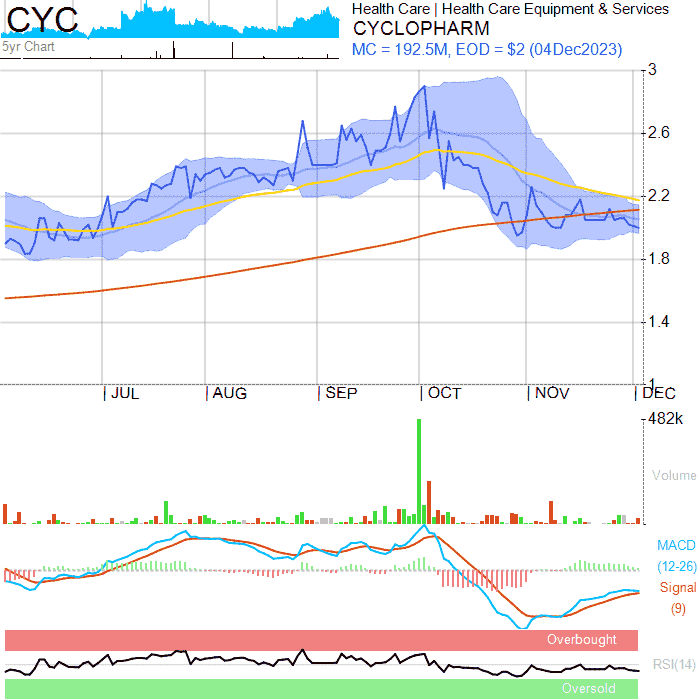 CYC
Health Care | Health Care Equipment & Services
CYCLOPHARM
MC = 192.5M, EOD = $2 (04Dec2023)
5yr Chart
3
2.6
2.2
1.8
1.4
1
JUL AUG SEP OCT NOV DEC
482k
Volume
MACD
(12-26)
Signal
(9)
Overbought
RSI(14)
Oversold